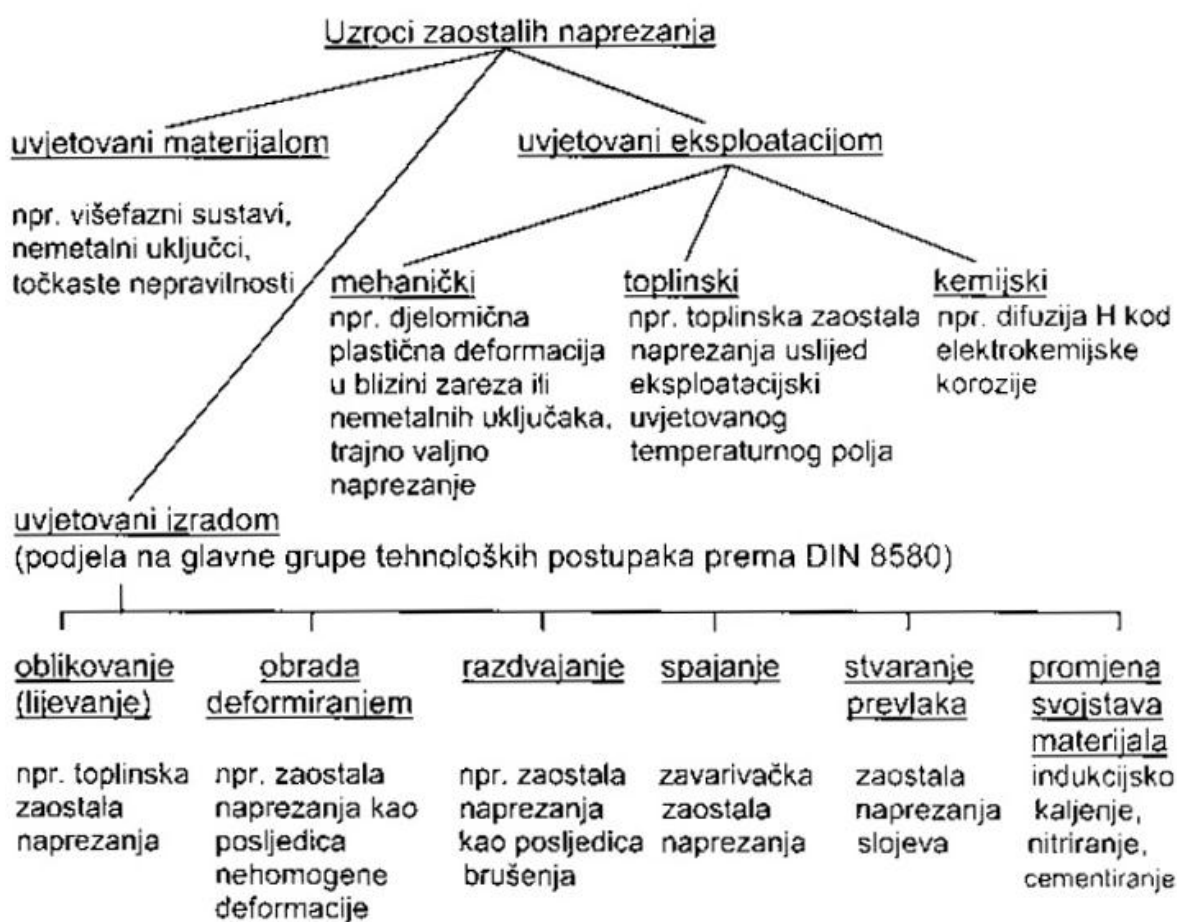 Uzroci zaostalih naprezanja
uvjetovani materijalom
npr. višefazni sustavi,
nemetalni uključci,
točkaste nepravilnosti
uvjetovani eksploatacijom
mehanički
npr. djelomična
plastična deformacija
u blizini zareza ili
nemetalnih uključaka,
trajno valjno
naprezanje
toplinski
npr. toplinska zaostala
naprezanja uslijed
eksploatacijski
uvjetovanog
temperaturnog polja
kemijski
npr. difuzija H kod
elektrokemijske
korozije
uvjetovani izradom
(podjela na glavne grupe tehnoloških postupaka prema DIN 8580)
oblikovanje
(lijevanje)
npr. toplinska
zaostala
naprezanja
obrada
deformiranjem
npr. zaostala
naprezanja kao
posljedica
nehomogene
deformacije
razdvajanje
npr. zaostala
naprezanja
kao posljedica
brušenja
spajanje
zavarivačka
zaostala
naprezanja
stvaranje
prevlaka
zaostala
naprezanja
slojeva
promjena
svojstava
materijala
indukcijsko
kaljenje,
nitriranje,
cementiranje